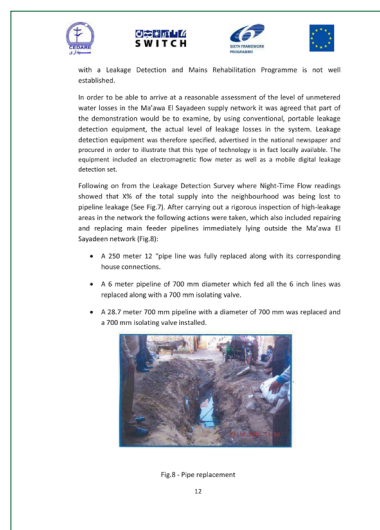 CEDARE
SWITCH
SIXTH FRAMEWORK
PROGRAMME
with a Leakage Detection and Mains Rehabilitation Programme is not well
established.
In order to be able to arrive at a reasonable assessment of the level of unmetered
water losses in the Ma'awa El Sayadeen supply network it was agreed that part of
the demonstration would be to examine, by using conventional, portable leakage
detection equipment, the actual level of leakage losses in the system. Leakage
detection equipment was therefore specified, advertised in the national newspaper and
procured in order to illustrate that this type of technology is in fact locally available. The
equipment included an electromagnetic flow meter as well as a mobile digital leakage
detection set.
Following on from the Leakage Detection Survey where Night-Time Flow readings
showed that X% of the total supply into the neighbourhood was being lost to
pipeline leakage (See Fig.7). After carrying out a rigorous inspection of high-leakage
areas in the network the following actions were taken, which also included repairing
and replacing main feeder pipelines immediately lying outside the Ma'awa El
Sayadeen network (Fig.8):
• A 250 meter 12 "pipe line was fully replaced along with its corresponding
house connections.
• A 6 meter pipeline of 700 mm diameter which fed all the 6 inch lines was
replaced along with a 700 mm isolating valve.
• A 28.7 meter 700 mm pipeline with a diameter of 700 mm was replaced and
a 700 mm isolating valve installed.
Fig.8 - Pipe replacement
12